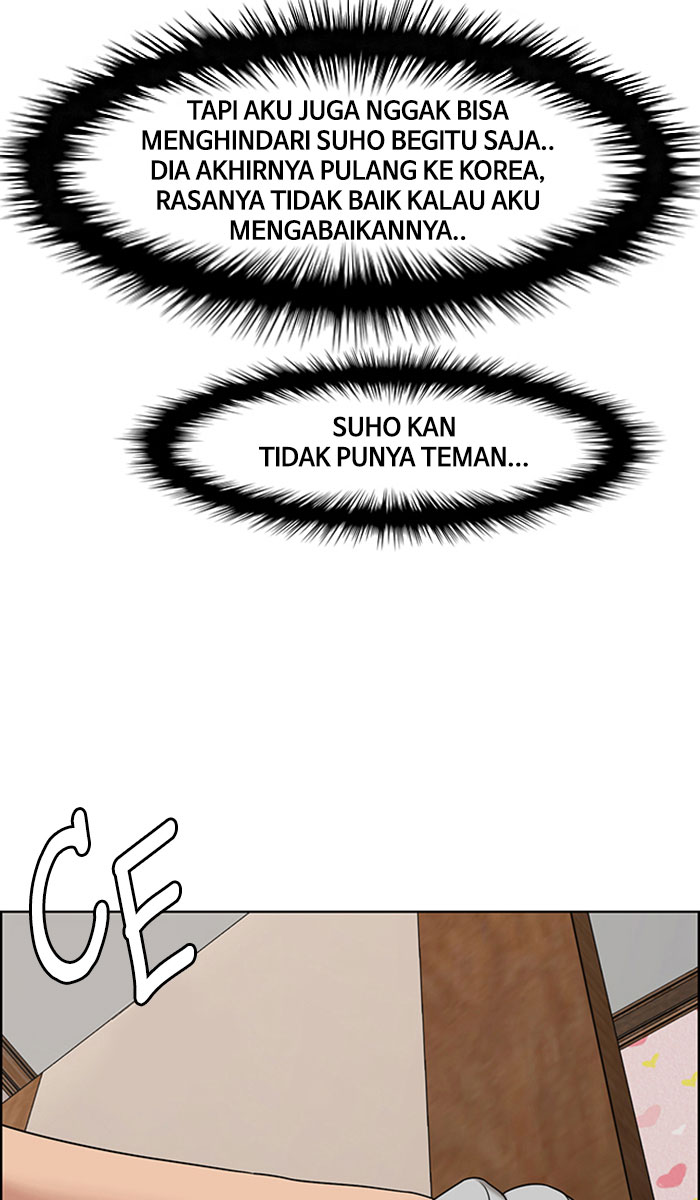 TAPI AKU JUGA NGGAK BISA
MENGHINDARI SUHO BEGITU SAJA..
DIA AKHIRNYA PULANG KE KOREA,
RASANYA TIDAK BAIK KALAU AKU
MENGABAIKANNYA..
SUHO KAN
TIDAK PUNYA TEMAN...
CE